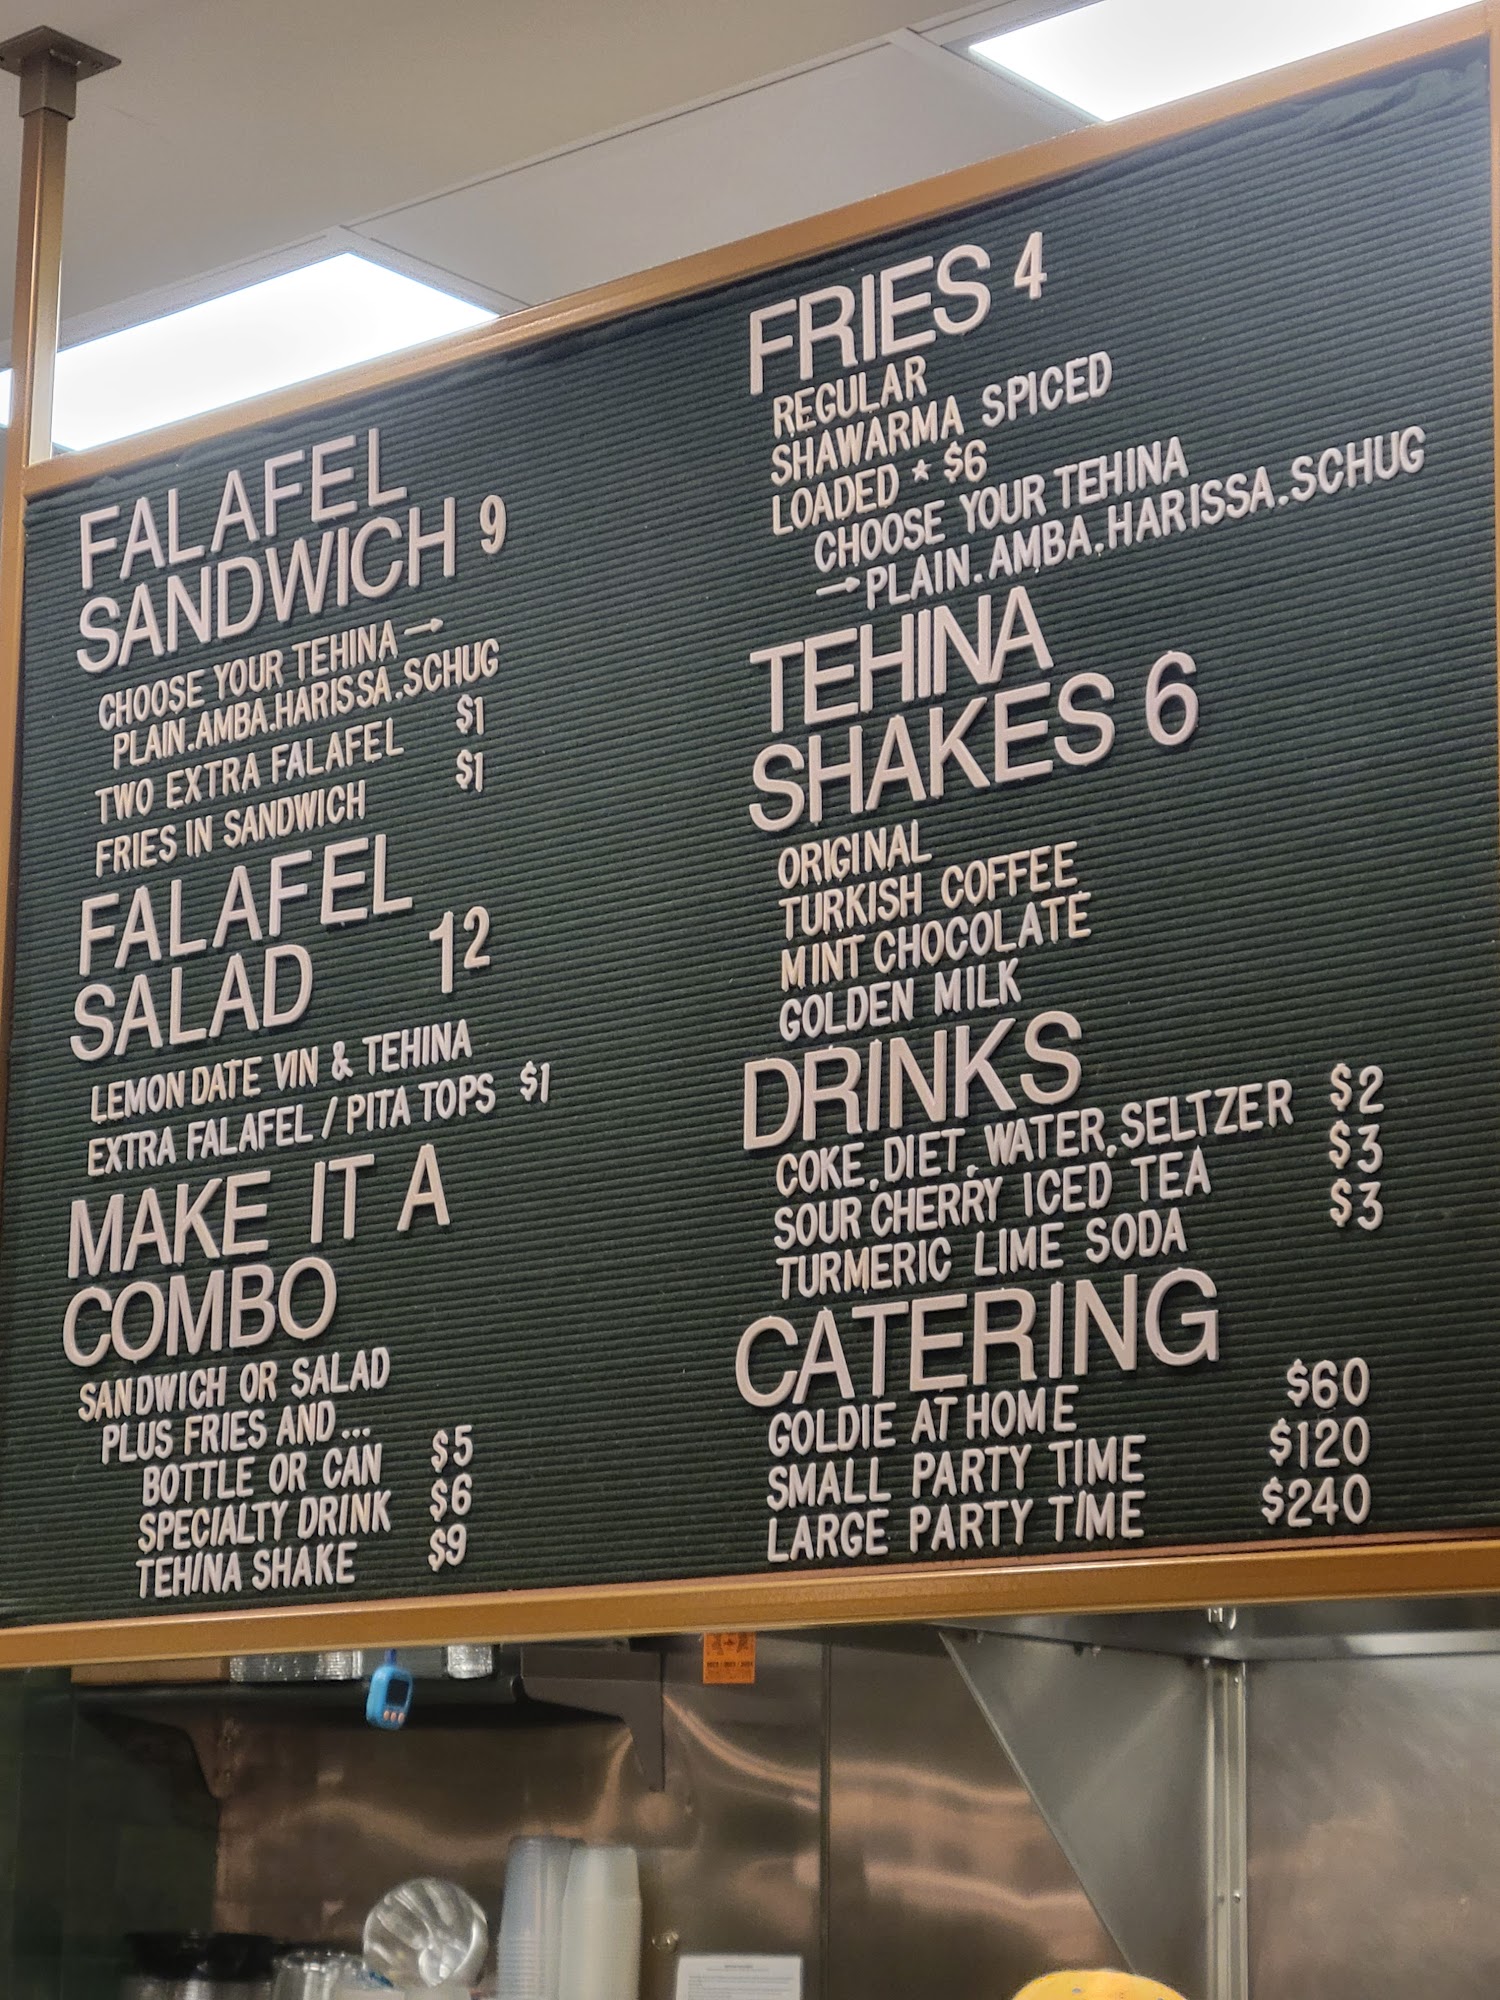 FALAFEL
SANDWICH 9
CHOOSE YOUR TEHINA →
PLAIN.AMBA.HARISSA.SCHUG
TWO EXTRA FALAFEL $1
FRIES IN SANDWICH $1
FALAFEL
SALAD 12
LEMON DATE VIN & TEHINA
EXTRA FALAFEL / PITA TOPS $1
MAKE IT A
COMBO
SANDWICH OR SALAD
PLUS FRIES AND...
BOTTLE OR CAN $5
SPECIALTY DRINK $6
TEHINA SHAKE $9
FRIES 4
REGULAR
SHAWARMA SPICED
LOADED * $6
CHOOSE YOUR TEHINA
→ PLAIN.AMBA.HARISSA.SCHUG
TEHINA
SHAKES 6
ORIGINAL
TURKISH COFFEE
MINT CHOCOLATE
GOLDEN MILK
DRINKS
COKE.DIET.WATER.SELTZER $2
SOUR CHERRY ICED TEA $3
TURMERIC LIME SODA $3
CATERING
GOLDIE AT HOME $60
SMALL PARTY TIME $120
LARGE PARTY TIME $240